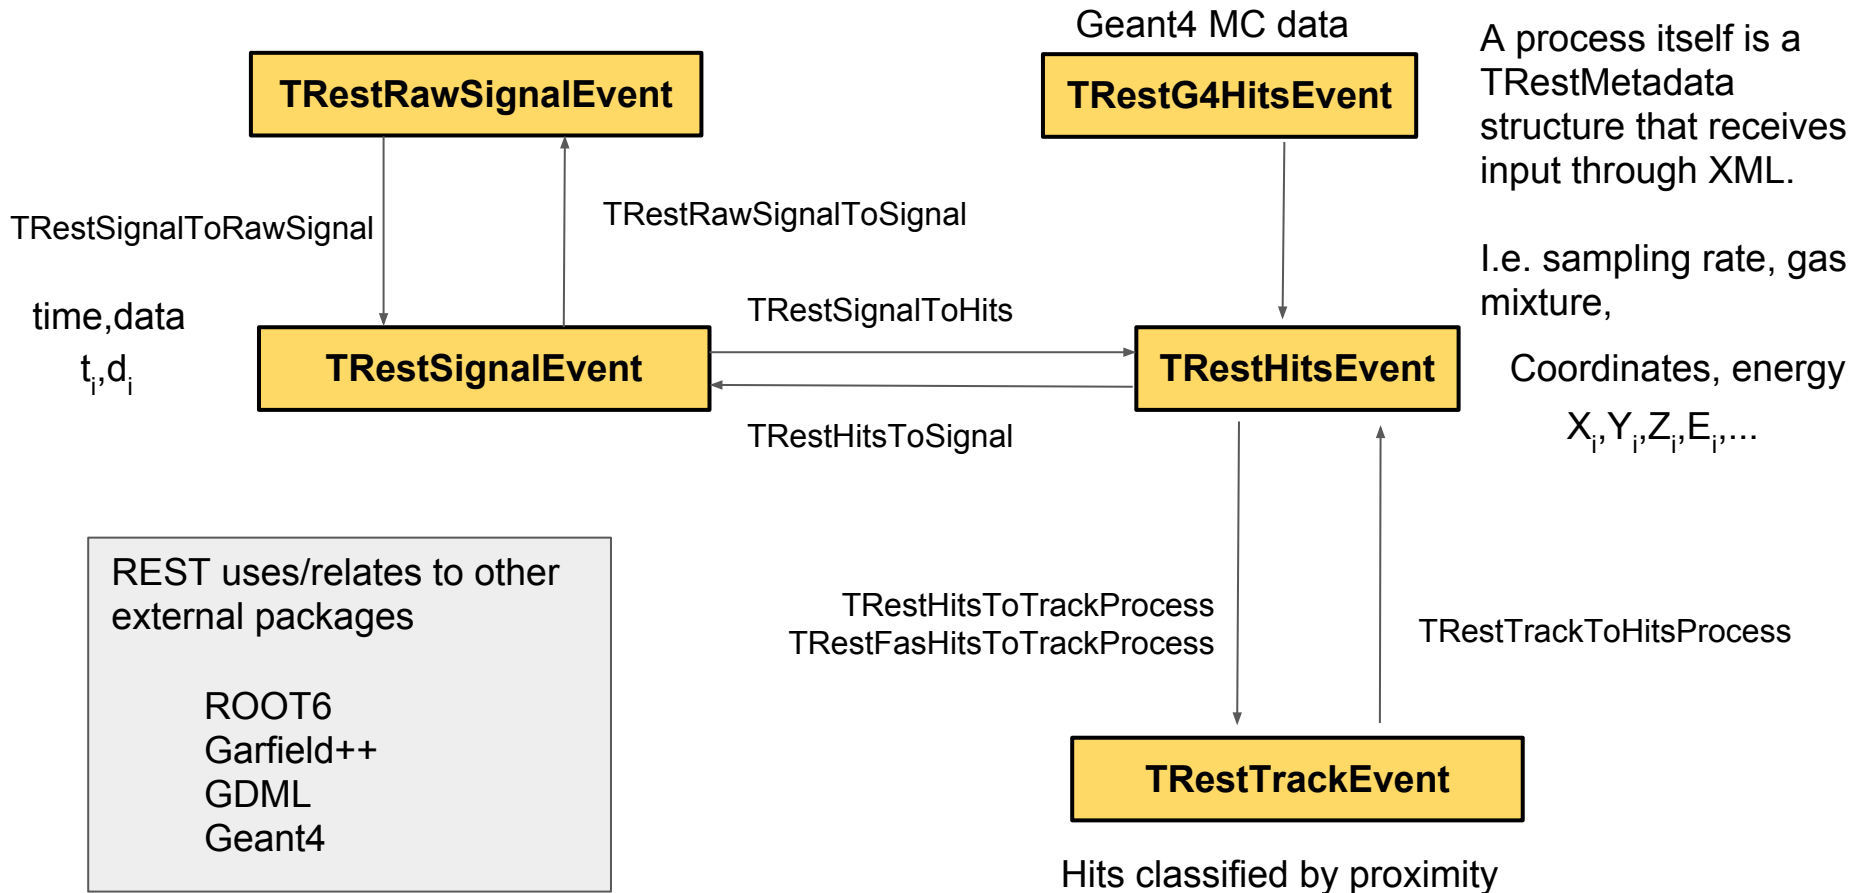 Geant4 MC data
TRestRawSignalEvent
TRestG4HitsEvent
A process itself is a
TRestMetadata
structure that receives
input through XML.
TRestSignalToRawSignal
TRestRawSignalToSignal
I.e. sampling rate, gas
mixture,
time,data
t_i,d_i
TRestSignalToHits
TRestSignalEvent
TRestHitsEvent
Coordinates, energy
X_i,Y_i,Z_i,E_i,...
TRestHitsToSignal
REST uses/relates to other
external packages
ROOT6
Garfield++
GDML
Geant4
TRestHitsToTrackProcess
TRestFasHitsToTrackProcess
TRestTrackToHitsProcess
TRestTrackEvent
Hits classified by proximity